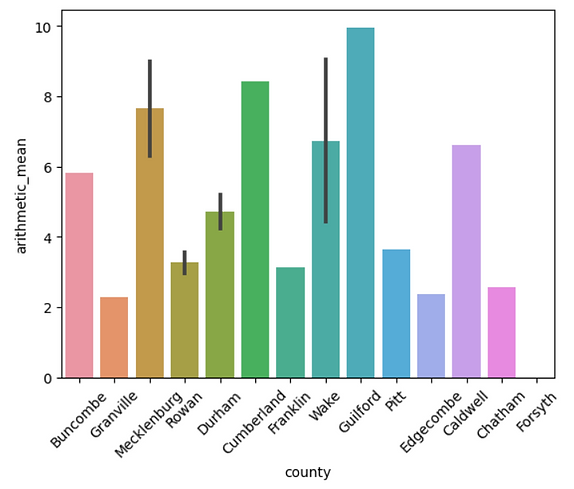 10
8
6
4
2
0
arithmetic_mean
Buncombe
Granville
Mecklenburg
Rowan
Durham
Cumberland
Franklin
Wake
Guilford
Pitt
Edgecombe
Caldwell
Chatham
Forsyth
county